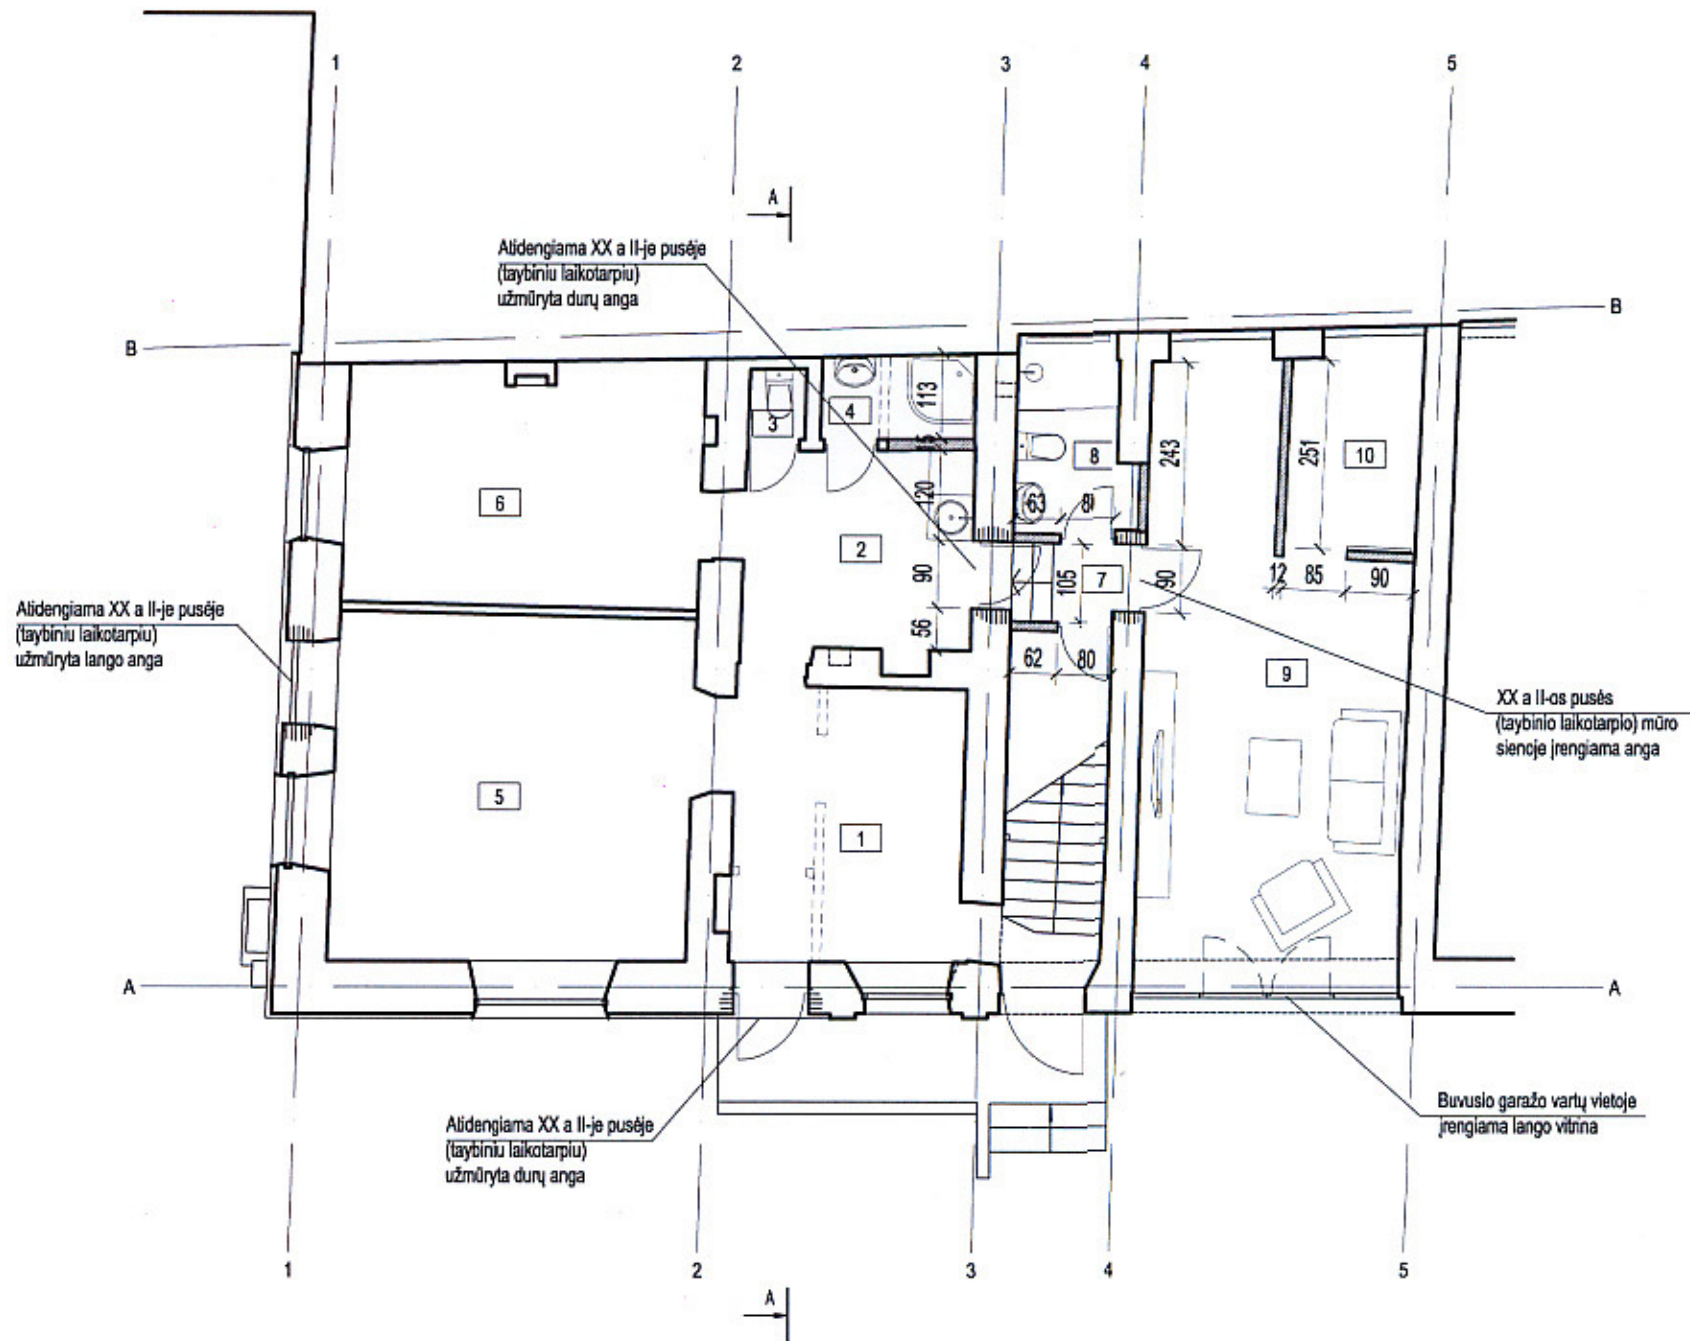 1
2
3
4
5
A
Atidengiama XX a II-je pusėje
(taybiniu laikotarpiu)
užmūryta durų anga
B
B
3
4
113
15
8
243
251
10
6
120
63
80
2
90
105
7
90
12
85
90
Atidengiama XX a II-je pusėje
(taybiniu laikotarpiu)
užmūryta lango anga
56
62
80
9
XX a II-os pusės
(taybinio laikotarpio) mūro
sienoje įrengiama anga
5
1
A
A
Atidengiama XX a II-je pusėje
(taybiniu laikotarpiu)
užmūryta durų anga
Buvusio garažo vartų vietoje
įrengiama lango vitrina
1
2
3
4
5
A